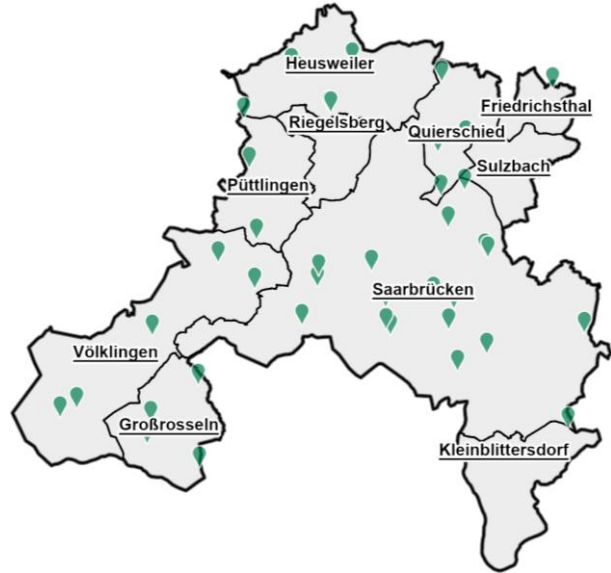 Heusweiler
Friedrichsthal
Riegelsberg
Quierschied
Sulzbach
Püttlingen
Saarbrücken
Völklingen
Großrosseln
Kleinblittersdorf